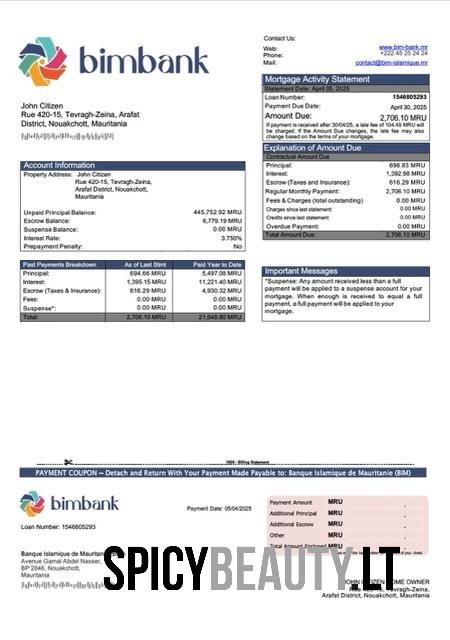 bimbank
Contact Us:
Web: www.bim-bank.mr
Phone: +222 45 25 24 24
Mail: contact@bim-islamique.mr
Mortgage Activity Statement
Statement Date: April 05, 2025
Loan Number: 1546805293
Payment Due Date: April 30, 2025
Amount Due: 2,706.10 MRU
If payment is received after 30/04/25, a late fee of 104.49 MRU will
be charged. If the Amount Due changes, the late fee may also
change based on the terms of your mortgage.
John Citizen
Rue 420-15, Tevragh-Zeina, Arafat
District, Nouakchott, Mauritania
Explanation of Amount Due
Contractual Amount Due
Principal: 696.83 MRU
Interest: 1,392.98 MRU
Escrow (Taxes and Insurance): 616.29 MRU
Regular Monthly Payment: 2,706.10 MRU
Fees & Charges (total outstanding) 0.00 MRU
Charges since last statement: 0.00 MRU
Credits since last statement: 0.00 MRU
Overdue Payment: 0.00 MRU
Total Amount Due: 2,706.10 MRU
Account Information
Property Address: John Citizen
Rue 420-15, Tevragh-Zeina,
Arafat District, Nouakchott,
Mauritania
Unpaid Principal Balance: 445,752.92 MRU
Escrow Balance: 6,779.19 MRU
Suspense Balance: 0.00 MRU
Interest Rate: 3.750%
Prepayment Penalty: No
Past Payments Breakdown As of Last Stmt Paid Year to Date
Principal: 694.66 MRU 5,497.08 MRU
Interest: 1,395.15 MRU 11,221.40 MRU
Escrow (Taxes & Insurance): 616.29 MRU 4,930.32 MRU
Fees: 0.00 MRU 0.00 MRU
Suspense*: 0.00 MRU 0.00 MRU
Total: 2,706.10 MRU 21,648.80 MRU
Important Messages
*Suspense: Any amount received less than a full
payment will be applied to a suspense account for your
mortgage. When enough is received to equal a full
payment, a full payment will be applied to your
mortgage.
Billing Statement
PAYMENT COUPON – Detach and Return With Your Payment Made Payable to: Banque Islamique de Mauritanie (BIM)
bimbank
Payment Date: 05/04/2025
Loan Number: 1546805293
Payment Amount MRU
Additional Principal MRU
Additional Escrow MRU
Other MRU
Total Amount Enclosed MRU
Banque Islamique de
Avenue Gamal Abdel Nasser,
BP 2046, Nouakchott,
Mauritania
SPICYBEAUTY.LT
JOHN CITIZEN HOME OWNER
Arafat District, Nouakchott, Mauritania